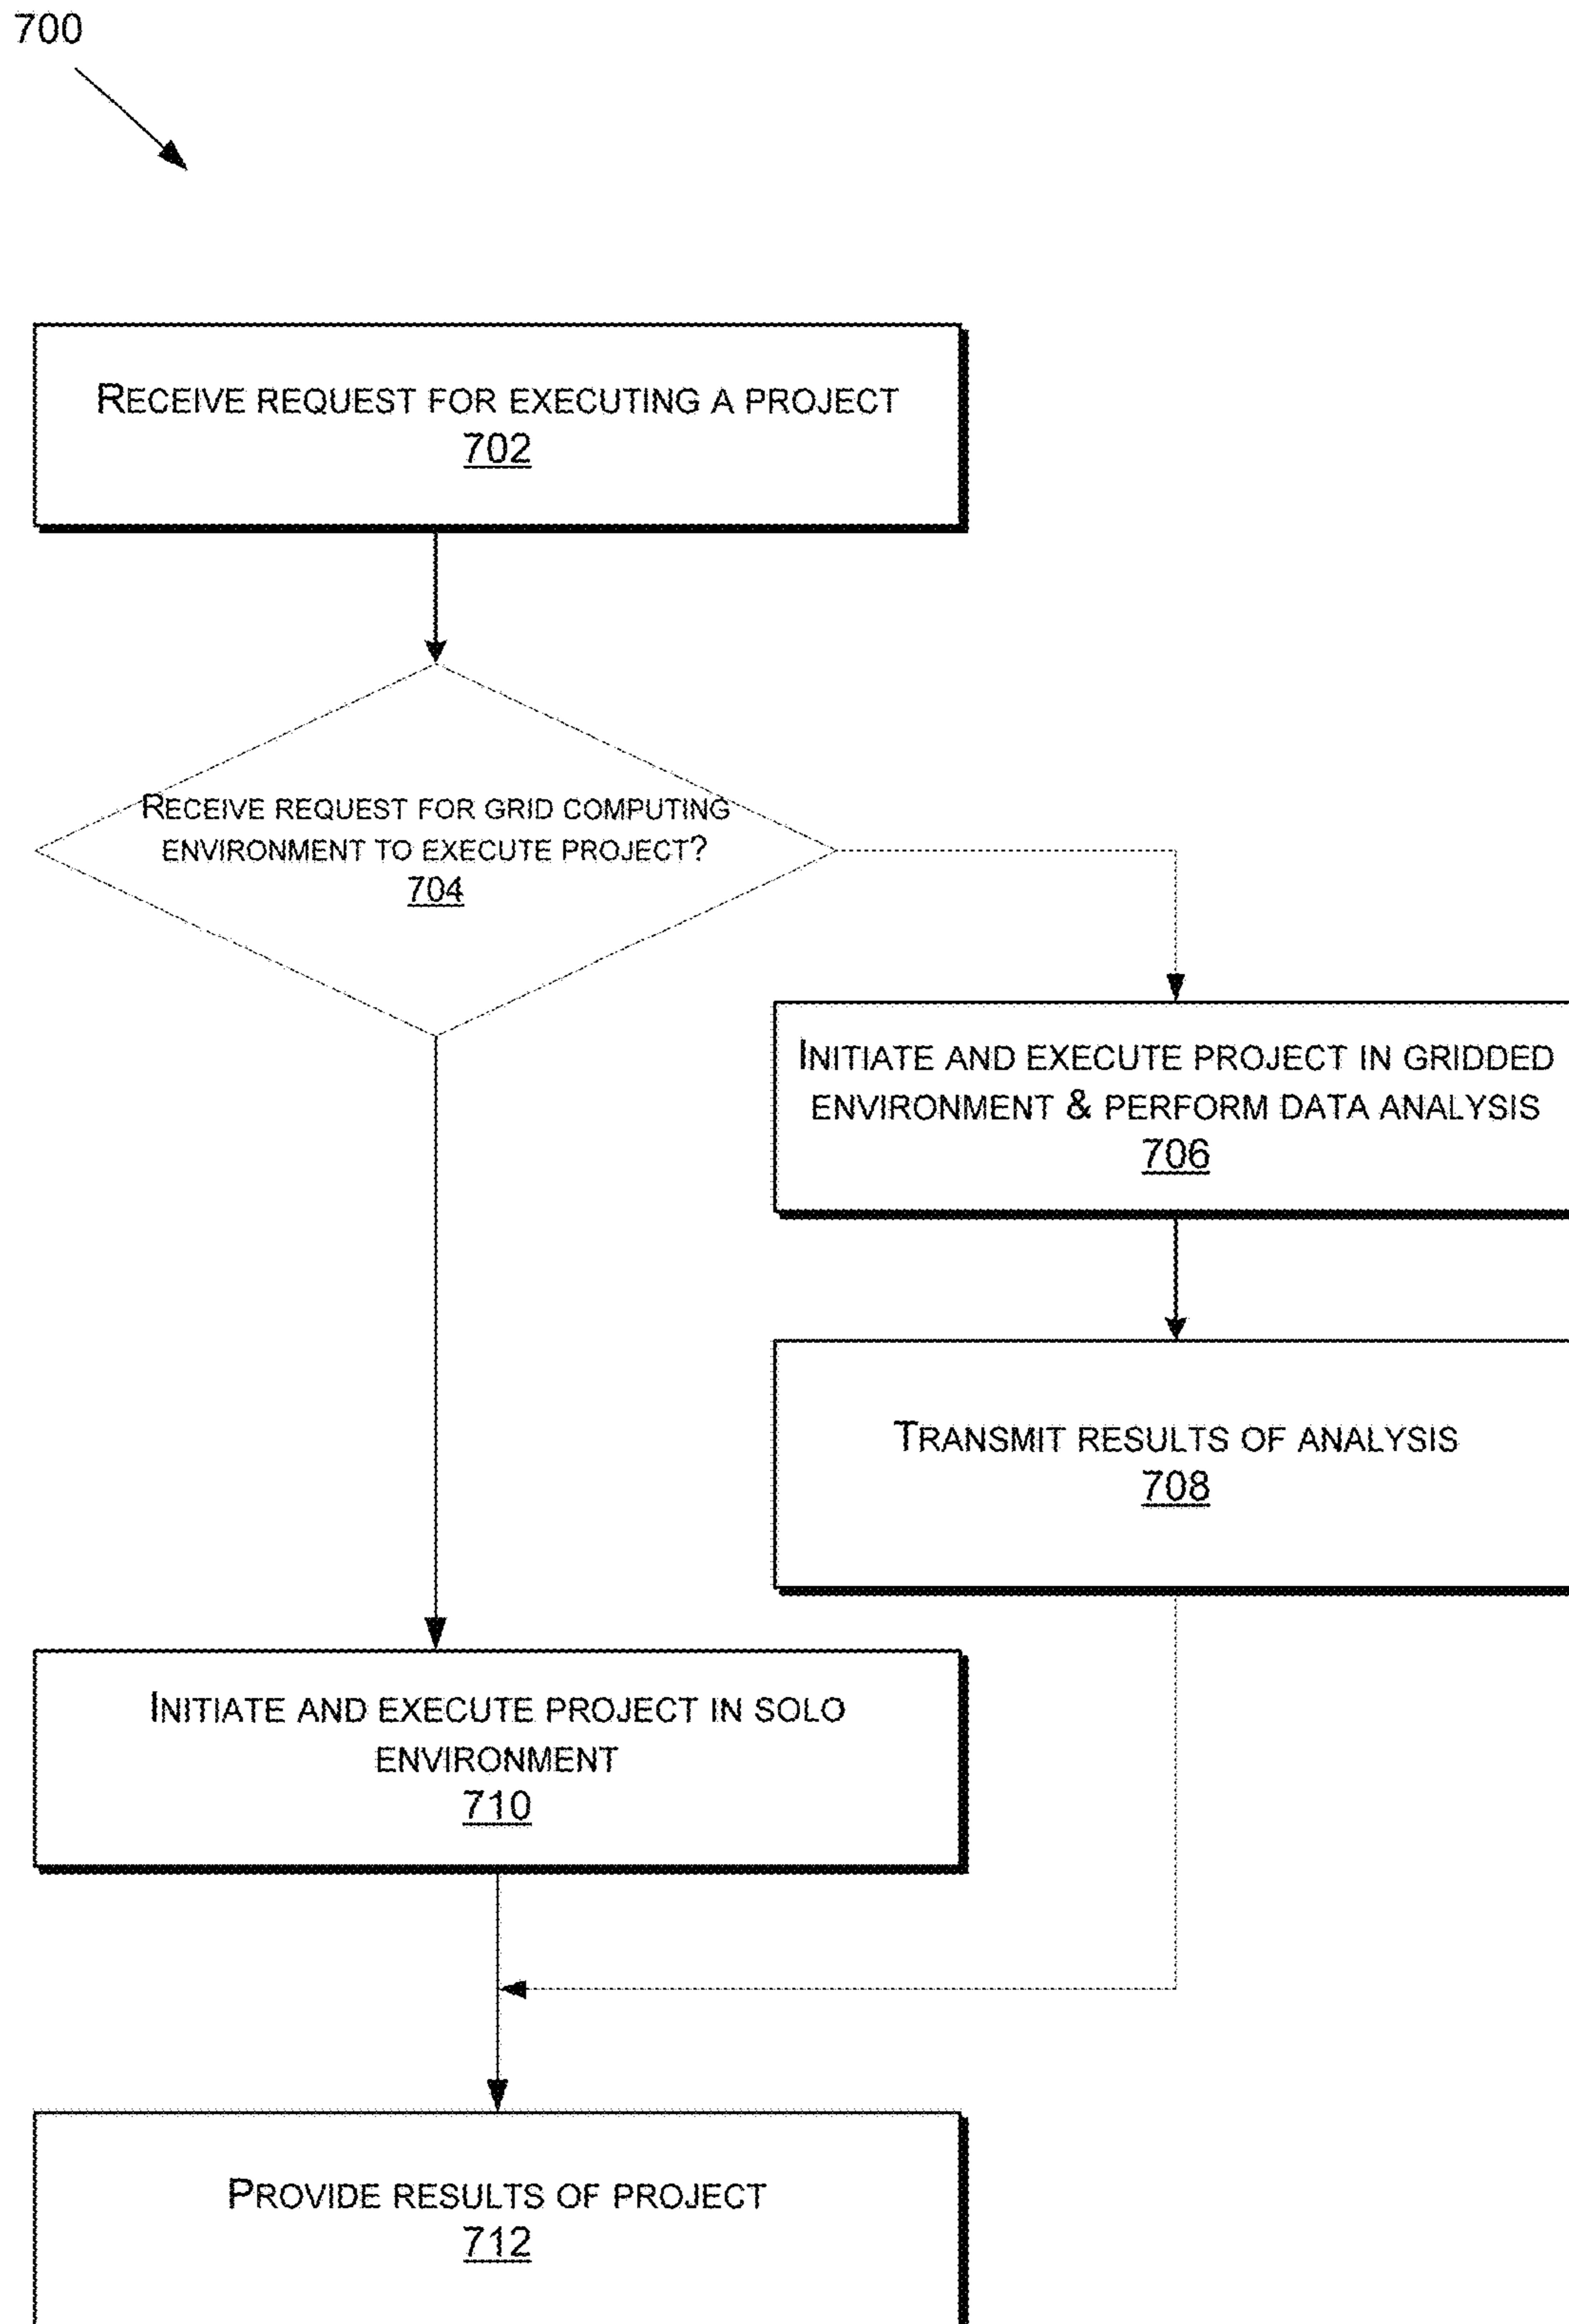 700
RECEIVE REQUEST FOR EXECUTING A PROJECT
702
RECEIVE REQUEST FOR GRID COMPUTING
ENVIRONMENT TO EXECUTE PROJECT?
704
INITIATE AND EXECUTE PROJECT IN GRIDDED
ENVIRONMENT & PERFORM DATA ANALYSIS
706
TRANSMIT RESULTS OF ANALYSIS
708
INITIATE AND EXECUTE PROJECT IN SOLO
ENVIRONMENT
710
PROVIDE RESULTS OF PROJECT
712